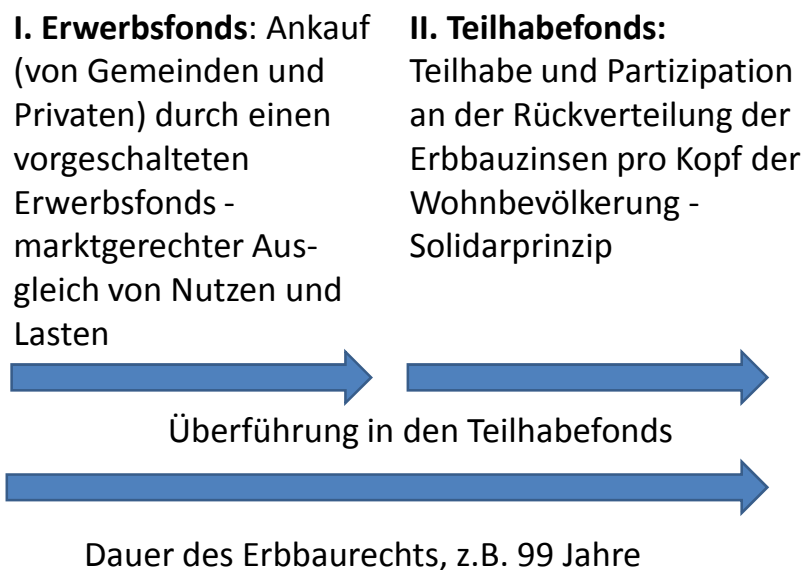 I. Erwerbsfonds: Ankauf
(von Gemeinden und
Privaten) durch einen
vorgeschalteten
Erwerbsfonds -
marktgerechter Aus-
gleich von Nutzen und
Lasten
II. Teilhabefonds:
Teilhabe und Partizipation
an der Rückverteilung der
Erbbauzinsen pro Kopf der
Wohnbevölkerung -
Solidarprinzip
Überführung in den Teilhabefonds
Dauer des Erbbaurechts, z.B. 99 Jahre